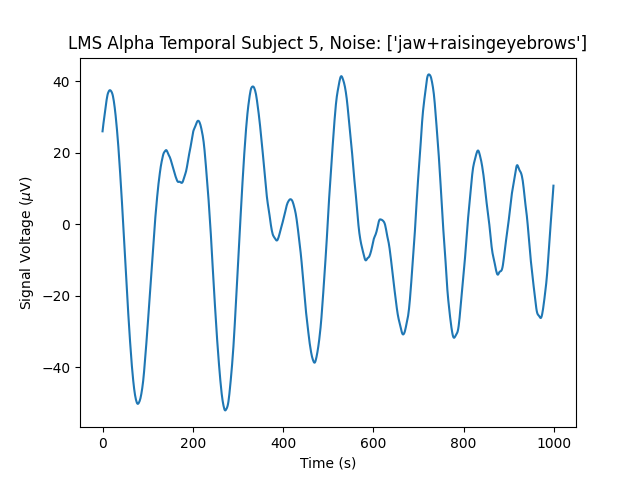 LMS Alpha Temporal Subject 5, Noise: ['jaw+raisingeyebrows']
Signal Voltage (μV)
40
20
0
−20
−40
0 200 400 600 800 1000
Time (s)